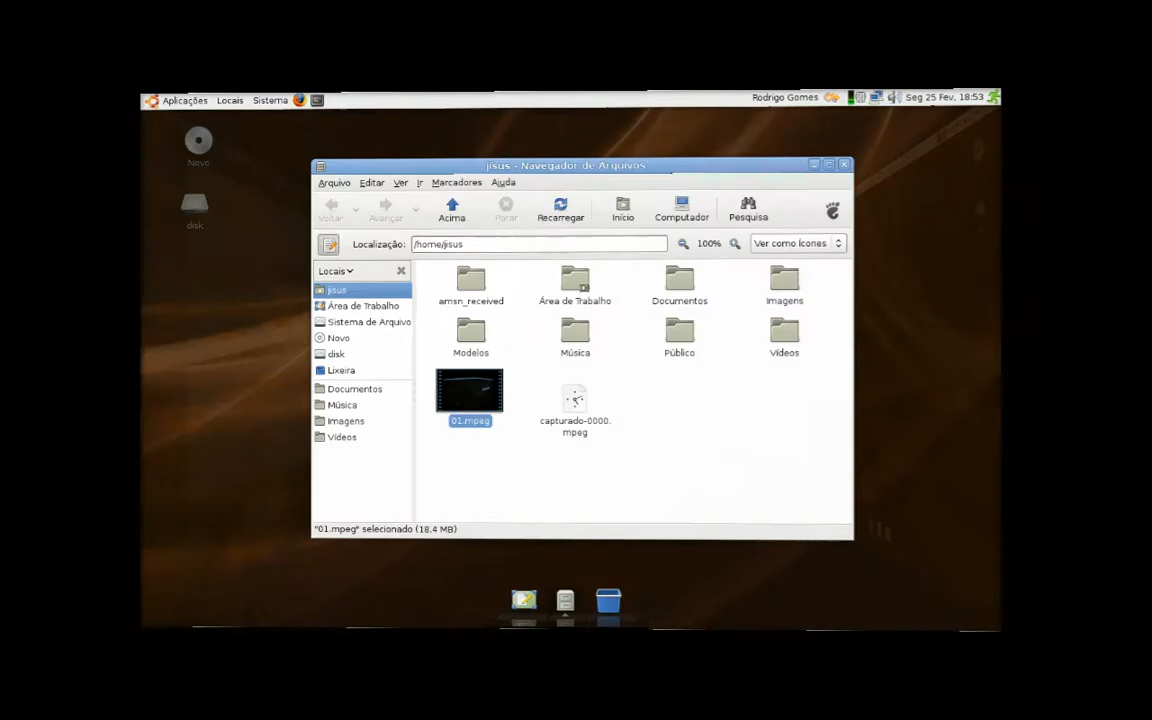 Aplicações Locais Sistema
Rodrigo Gomes Seg 25 Fev, 18:53
Novo
disk
jisus - Navegador de Arquivos
Arquivo Editar Ver Ir Marcadores Ajuda
Voltar Avançar Acima Parar Recarregar Início Computador Pesquisa
Localização: /home/jisus 100% Ver como Ícones
Locais
jisus
Área de Trabalho
Sistema de Arquivo
Novo
disk
Lixeira
Documentos
Música
Imagens
Vídeos
amsn_received Área de Trabalho Documentos Imagens
Modelos Música Público Vídeos
01.mpeg capturado-0000.
mpeg
"01.mpeg" selecionado (18.4 MB)